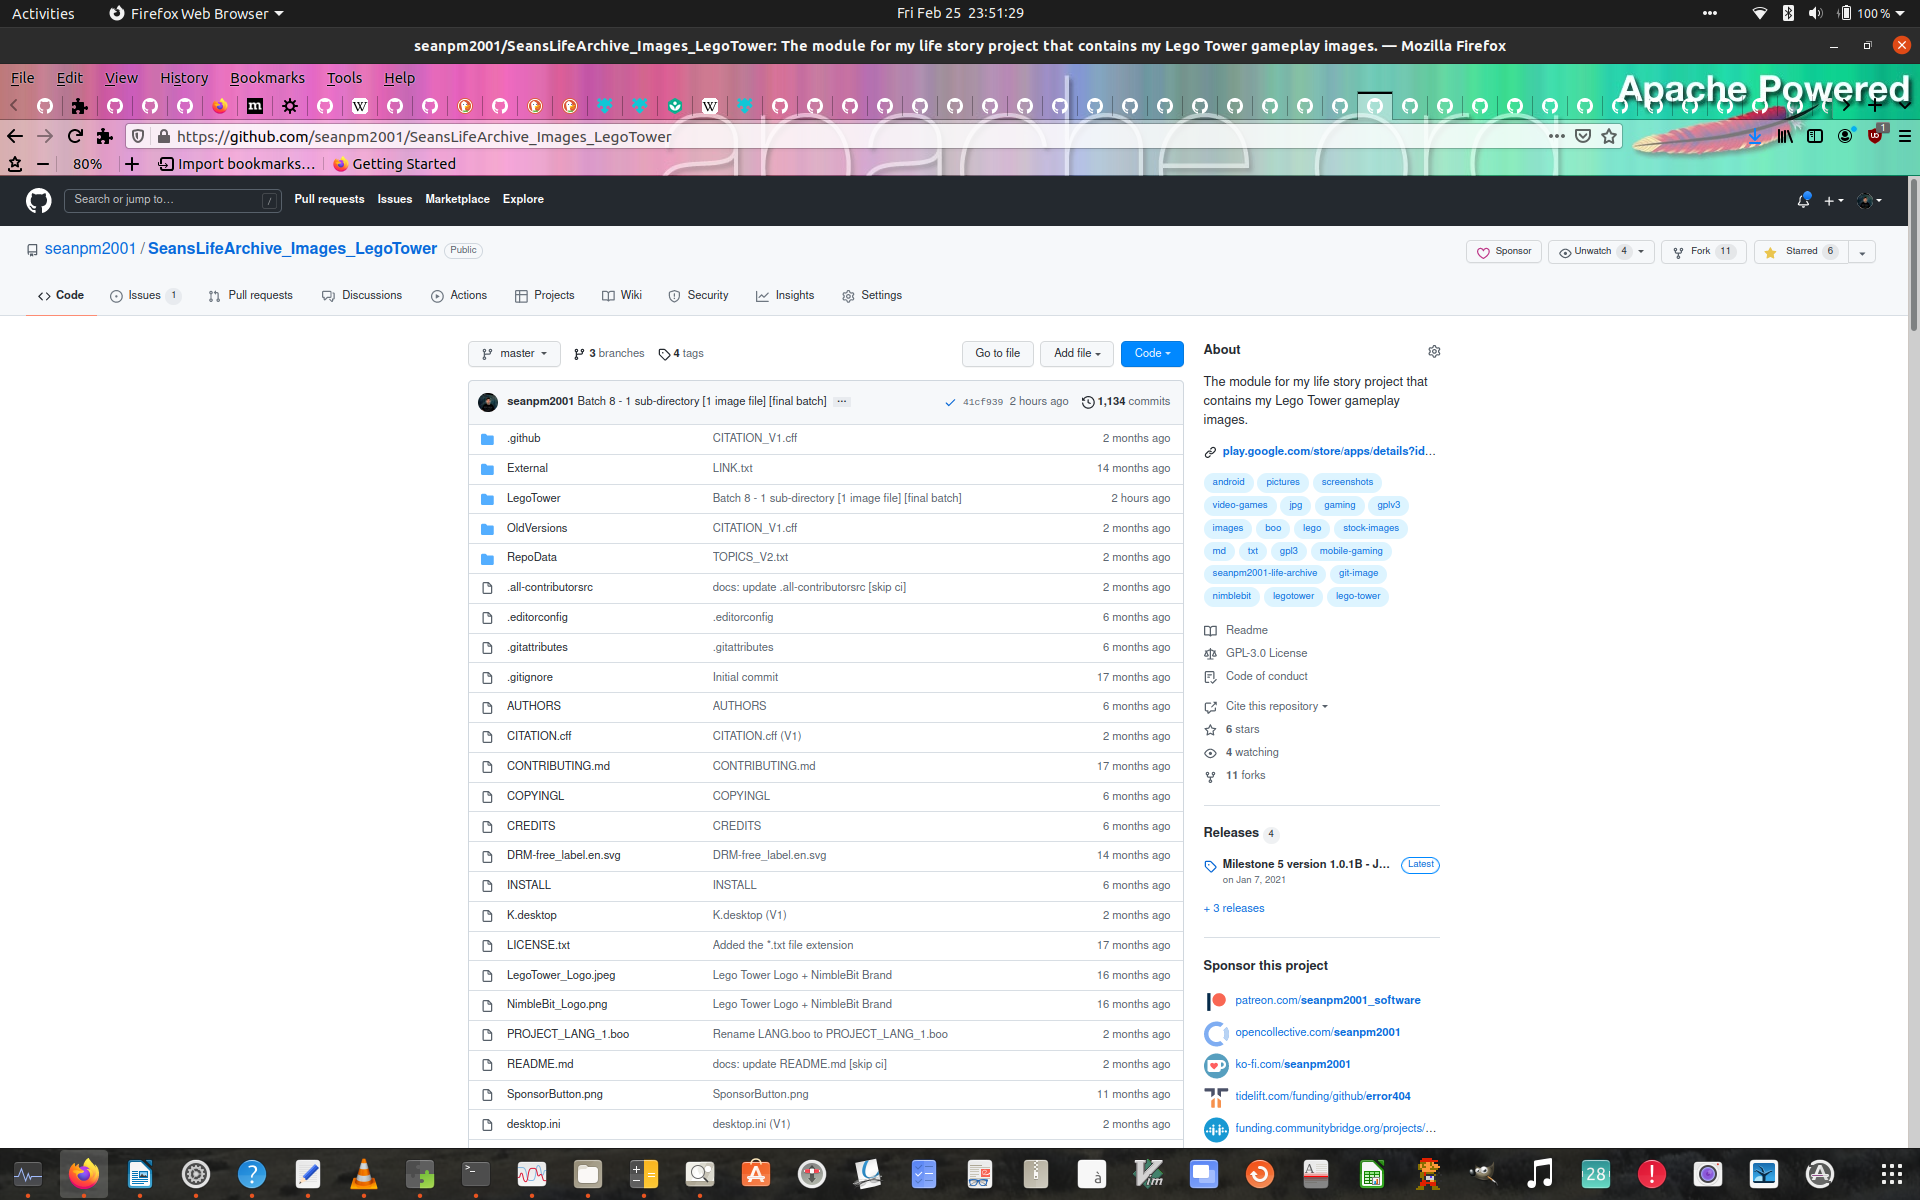 Activities Firefox Web Browser Fri Feb 25 23:51:29 100 %
seanpm2001/SeansLifeArchive_Images_LegoTower: The module for my life story project that contains my Lego Tower gameplay images. — Mozilla Firefox
File Edit View History Bookmarks Tools Help
Apache Powered
https://github.com/seanpm2001/SeansLifeArchive_Images_LegoTower
80% Import bookmarks… Getting Started
Search or jump to… / Pull requests Issues Marketplace Explore
seanpm2001 / SeansLifeArchive_Images_LegoTower Public
Sponsor Unwatch 4 Fork 11 Starred 6
Code Issues 1 Pull requests Discussions Actions Projects Wiki Security Insights Settings
master 3 branches 4 tags Go to file Add file Code
seanpm2001 Batch 8 - 1 sub-directory [1 image file] [final batch] ... 41cf939 2 hours ago 1,134 commits
.github CITATION_V1.cff 2 months ago
External LINK.txt 14 months ago
LegoTower Batch 8 - 1 sub-directory [1 image file] [final batch] 2 hours ago
OldVersions CITATION_V1.cff 2 months ago
RepoData TOPICS_V2.txt 2 months ago
.all-contributorsrc docs: update .all-contributorsrc [skip ci] 2 months ago
.editorconfig .editorconfig 6 months ago
.gitattributes .gitattributes 6 months ago
.gitignore Initial commit 17 months ago
AUTHORS AUTHORS 6 months ago
CITATION.cff CITATION.cff (V1) 2 months ago
CONTRIBUTING.md CONTRIBUTING.md 17 months ago
COPYINGL COPYINGL 6 months ago
CREDITS CREDITS 6 months ago
DRM-free_label.en.svg DRM-free_label.en.svg 14 months ago
INSTALL INSTALL 6 months ago
K.desktop K.desktop (V1) 2 months ago
LICENSE.txt Added the *.txt file extension 17 months ago
LegoTower_Logo.jpeg Lego Tower Logo + NimbleBit Brand 16 months ago
NimbleBit_Logo.png Lego Tower Logo + NimbleBit Brand 16 months ago
PROJECT_LANG_1.boo Rename LANG.boo to PROJECT_LANG_1.boo 2 months ago
README.md docs: update README.md [skip ci] 2 months ago
SponsorButton.png SponsorButton.png 11 months ago
desktop.ini desktop.ini (V1) 2 months ago
About
The module for my life story project that
contains my Lego Tower gameplay
images.
play.google.com/store/apps/details?id…
android pictures screenshots
video-games jpg gaming gplv3
images boo lego stock-images
md txt gpl3 mobile-gaming
seanpm2001-life-archive git-image
nimblebit legotower lego-tower
Readme
GPL-3.0 License
Code of conduct
Cite this repository
6 stars
4 watching
11 forks
Releases 4
Milestone 5 version 1.0.1B - J… Latest
on Jan 7, 2021
+ 3 releases
Sponsor this project
patreon.com/seanpm2001_software
opencollective.com/seanpm2001
ko-fi.com/seanpm2001
tidelift.com/funding/github/error404
funding.communitybridge.org/projects/…
28